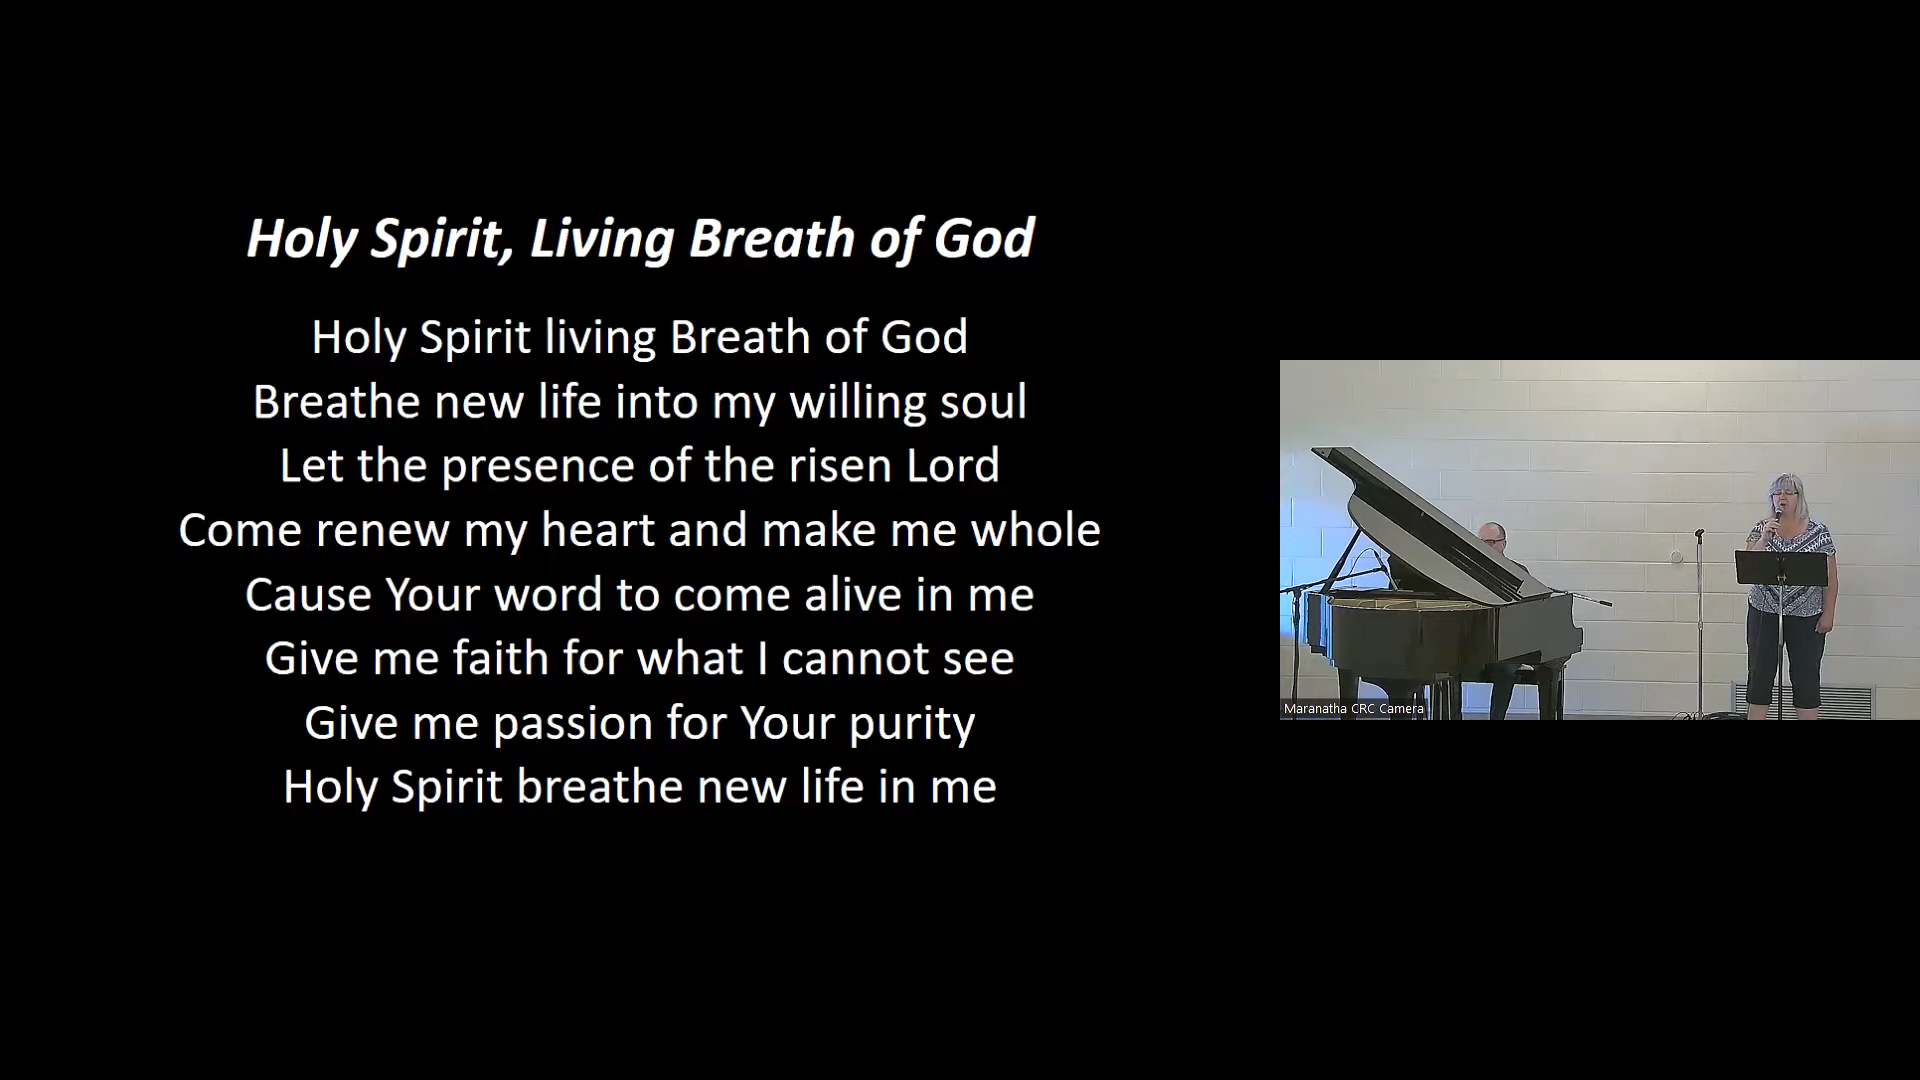 Holy Spirit, Living Breath of God
Holy Spirit living Breath of God
Breathe new life into my willing soul
Let the presence of the risen Lord
Come renew my heart and make me whole
Cause Your word to come alive in me
Give me faith for what I cannot see
Give me passion for Your purity
Holy Spirit breathe new life in me
Maranatha CRC Camera